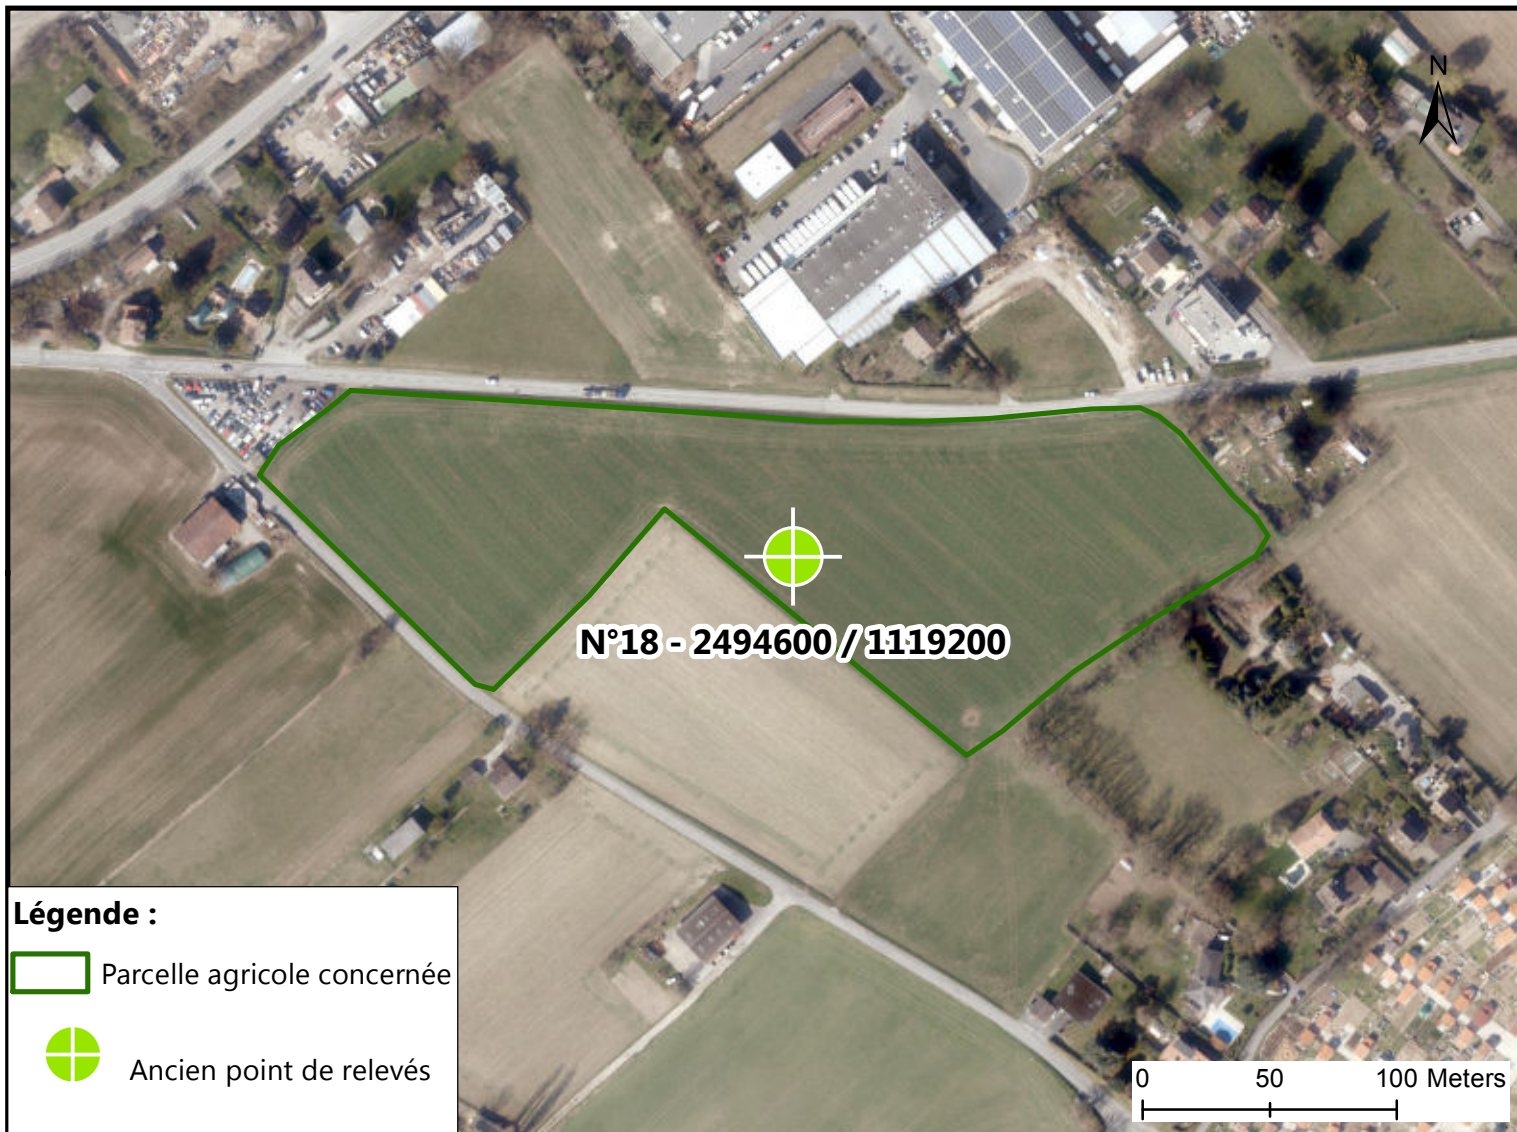 N
N°18 - 2494600 / 1119200
Légende :
Parcelle agricole concernée
Ancien point de relevés
0 50 100 Meters